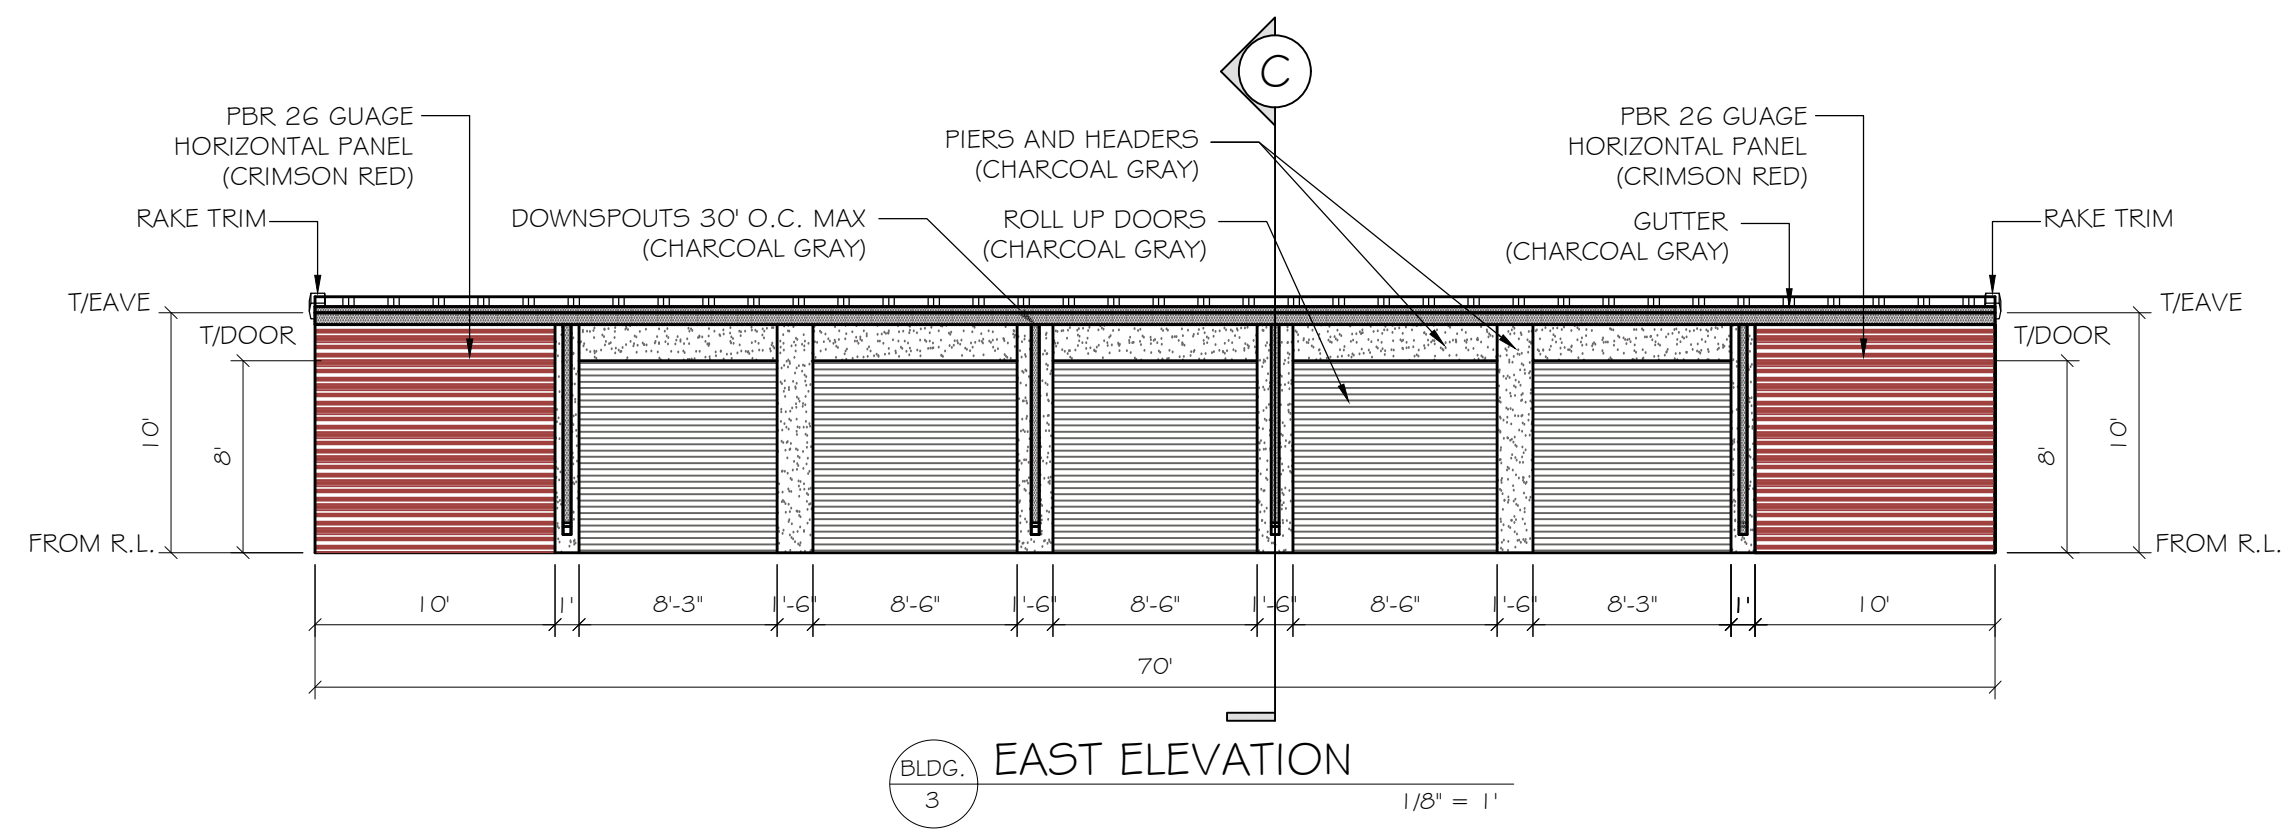 C
PBR 26 GUAGE
HORIZONTAL PANEL
(CRIMSON RED)
PIERS AND HEADERS
(CHARCOAL GRAY)
PBR 26 GUAGE
HORIZONTAL PANEL
(CRIMSON RED)
RAKE TRIM
DOWNSPOUTS 30' O.C. MAX
(CHARCOAL GRAY)
ROLL UP DOORS
(CHARCOAL GRAY)
GUTTER
(CHARCOAL GRAY)
RAKE TRIM
T/EAVE
T/DOOR
T/EAVE
T/DOOR
10'
8'
8'
10'
FROM R.L.
FROM R.L.
10' 1' 8'-3" 1'-6" 8'-6" 1'-6" 8'-6" 1'-6" 8'-6" 1'-6" 8'-3" 1' 10'
70'
BLDG.
3
EAST ELEVATION
1/8" = 1'